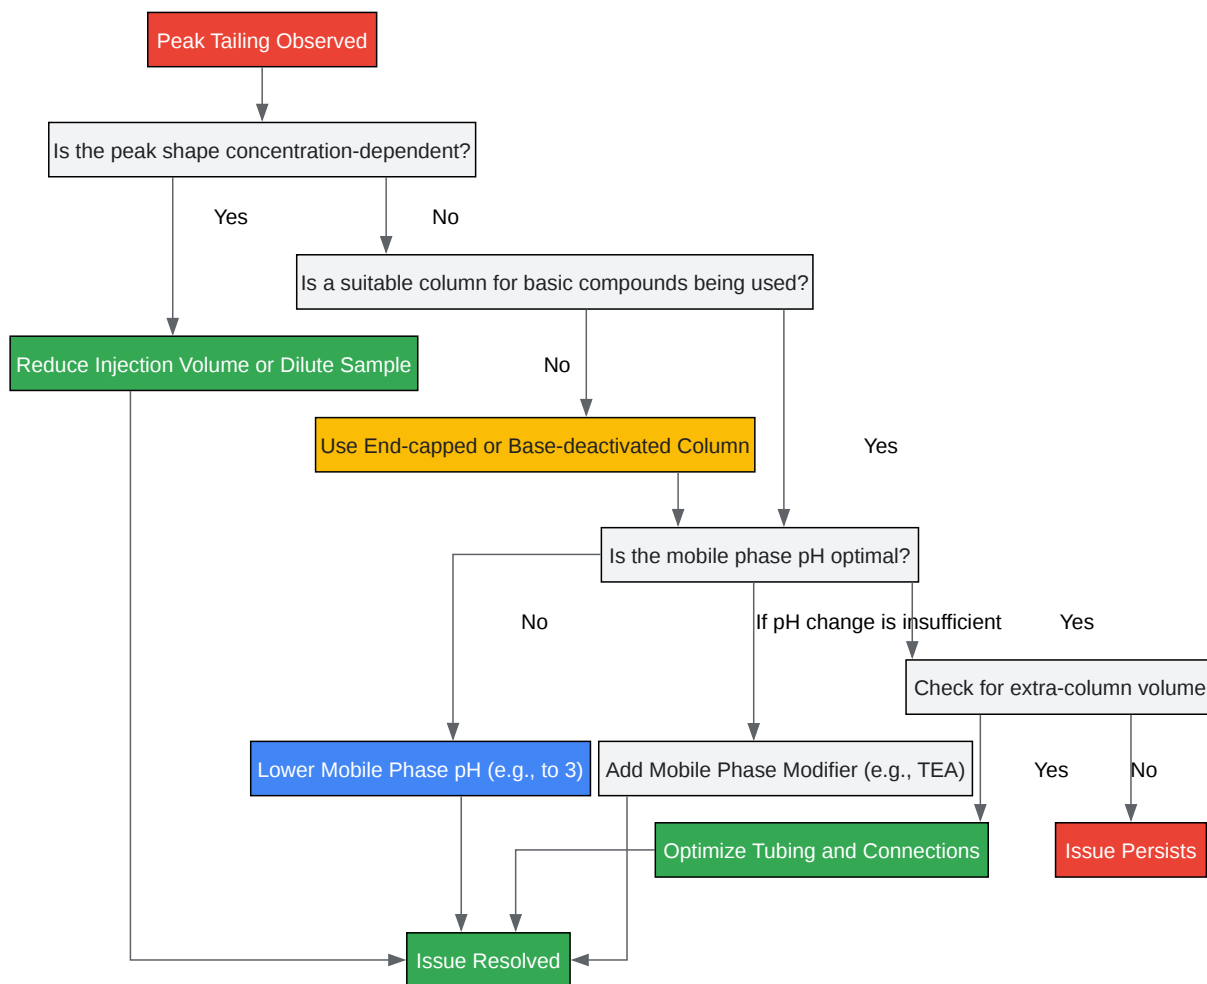 Peak Tailing Observed
Is the peak shape concentration-dependent?
Yes
No
Is a suitable column for basic compounds being used?
Reduce Injection Volume or Dilute Sample
No
Use End-capped or Base-deactivated Column
Yes
Is the mobile phase pH optimal?
No
If pH change is insufficient
Yes
Check for extra-column volume
Lower Mobile Phase pH (e.g., to 3)
Add Mobile Phase Modifier (e.g., TEA)
Yes
No
Optimize Tubing and Connections
Issue Persists
Issue Resolved